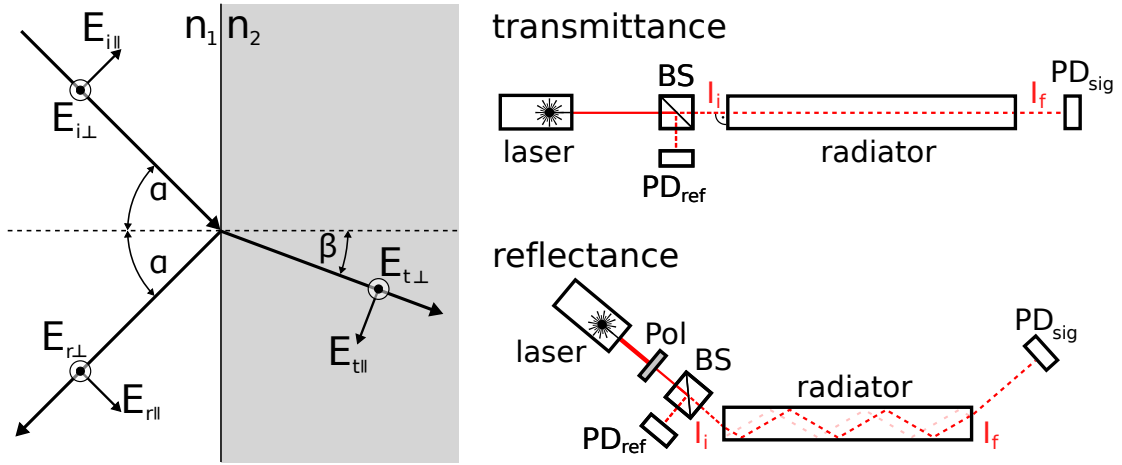 n₁ n₂
E_i∥
E_i⊥
α
α
β
E_t⊥
E_t∥
E_r⊥
E_r∥
transmittance
BS
I_i
I_f
PD_sig
laser
PD_ref
radiator
reflectance
laser
Pol
BS
PD_ref
I_i
radiator
I_f
PD_sig